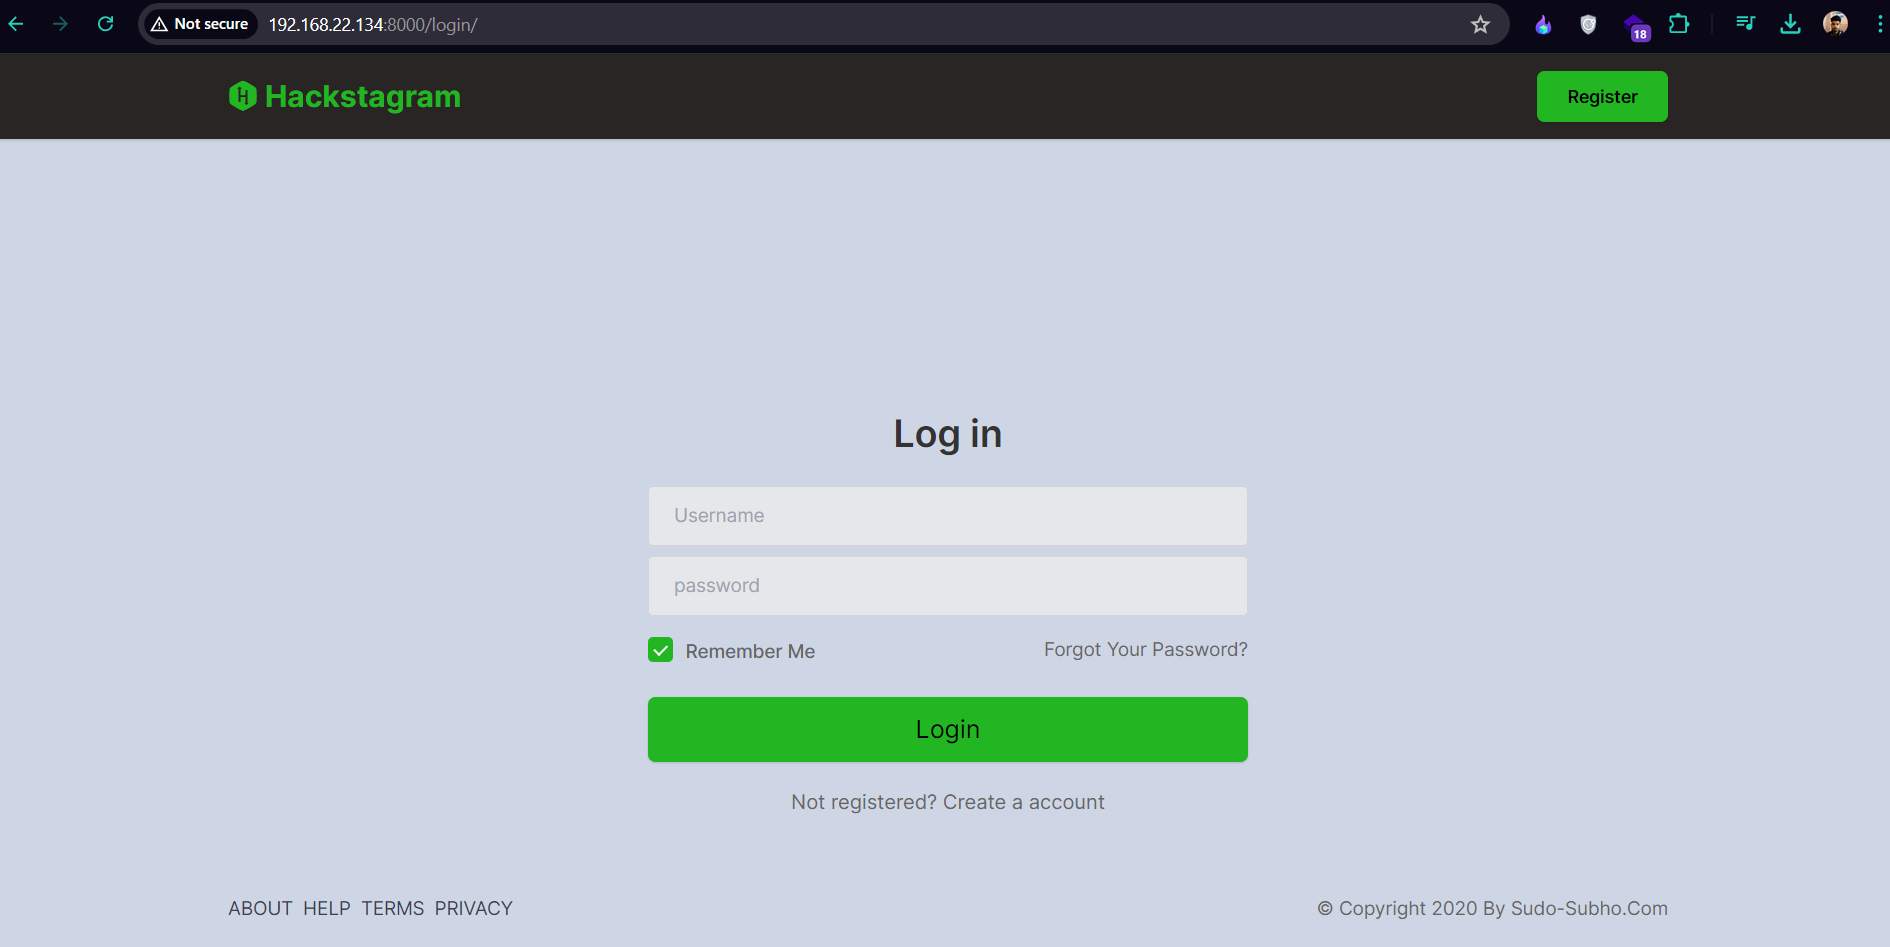 Not secure 192.168.22.134:8000/login/
18
Hackstagram
Register
Log in
Username
password
Remember Me Forgot Your Password?
Login
Not registered? Create a account
ABOUT HELP TERMS PRIVACY
© Copyright 2020 By Sudo-Subho.Com